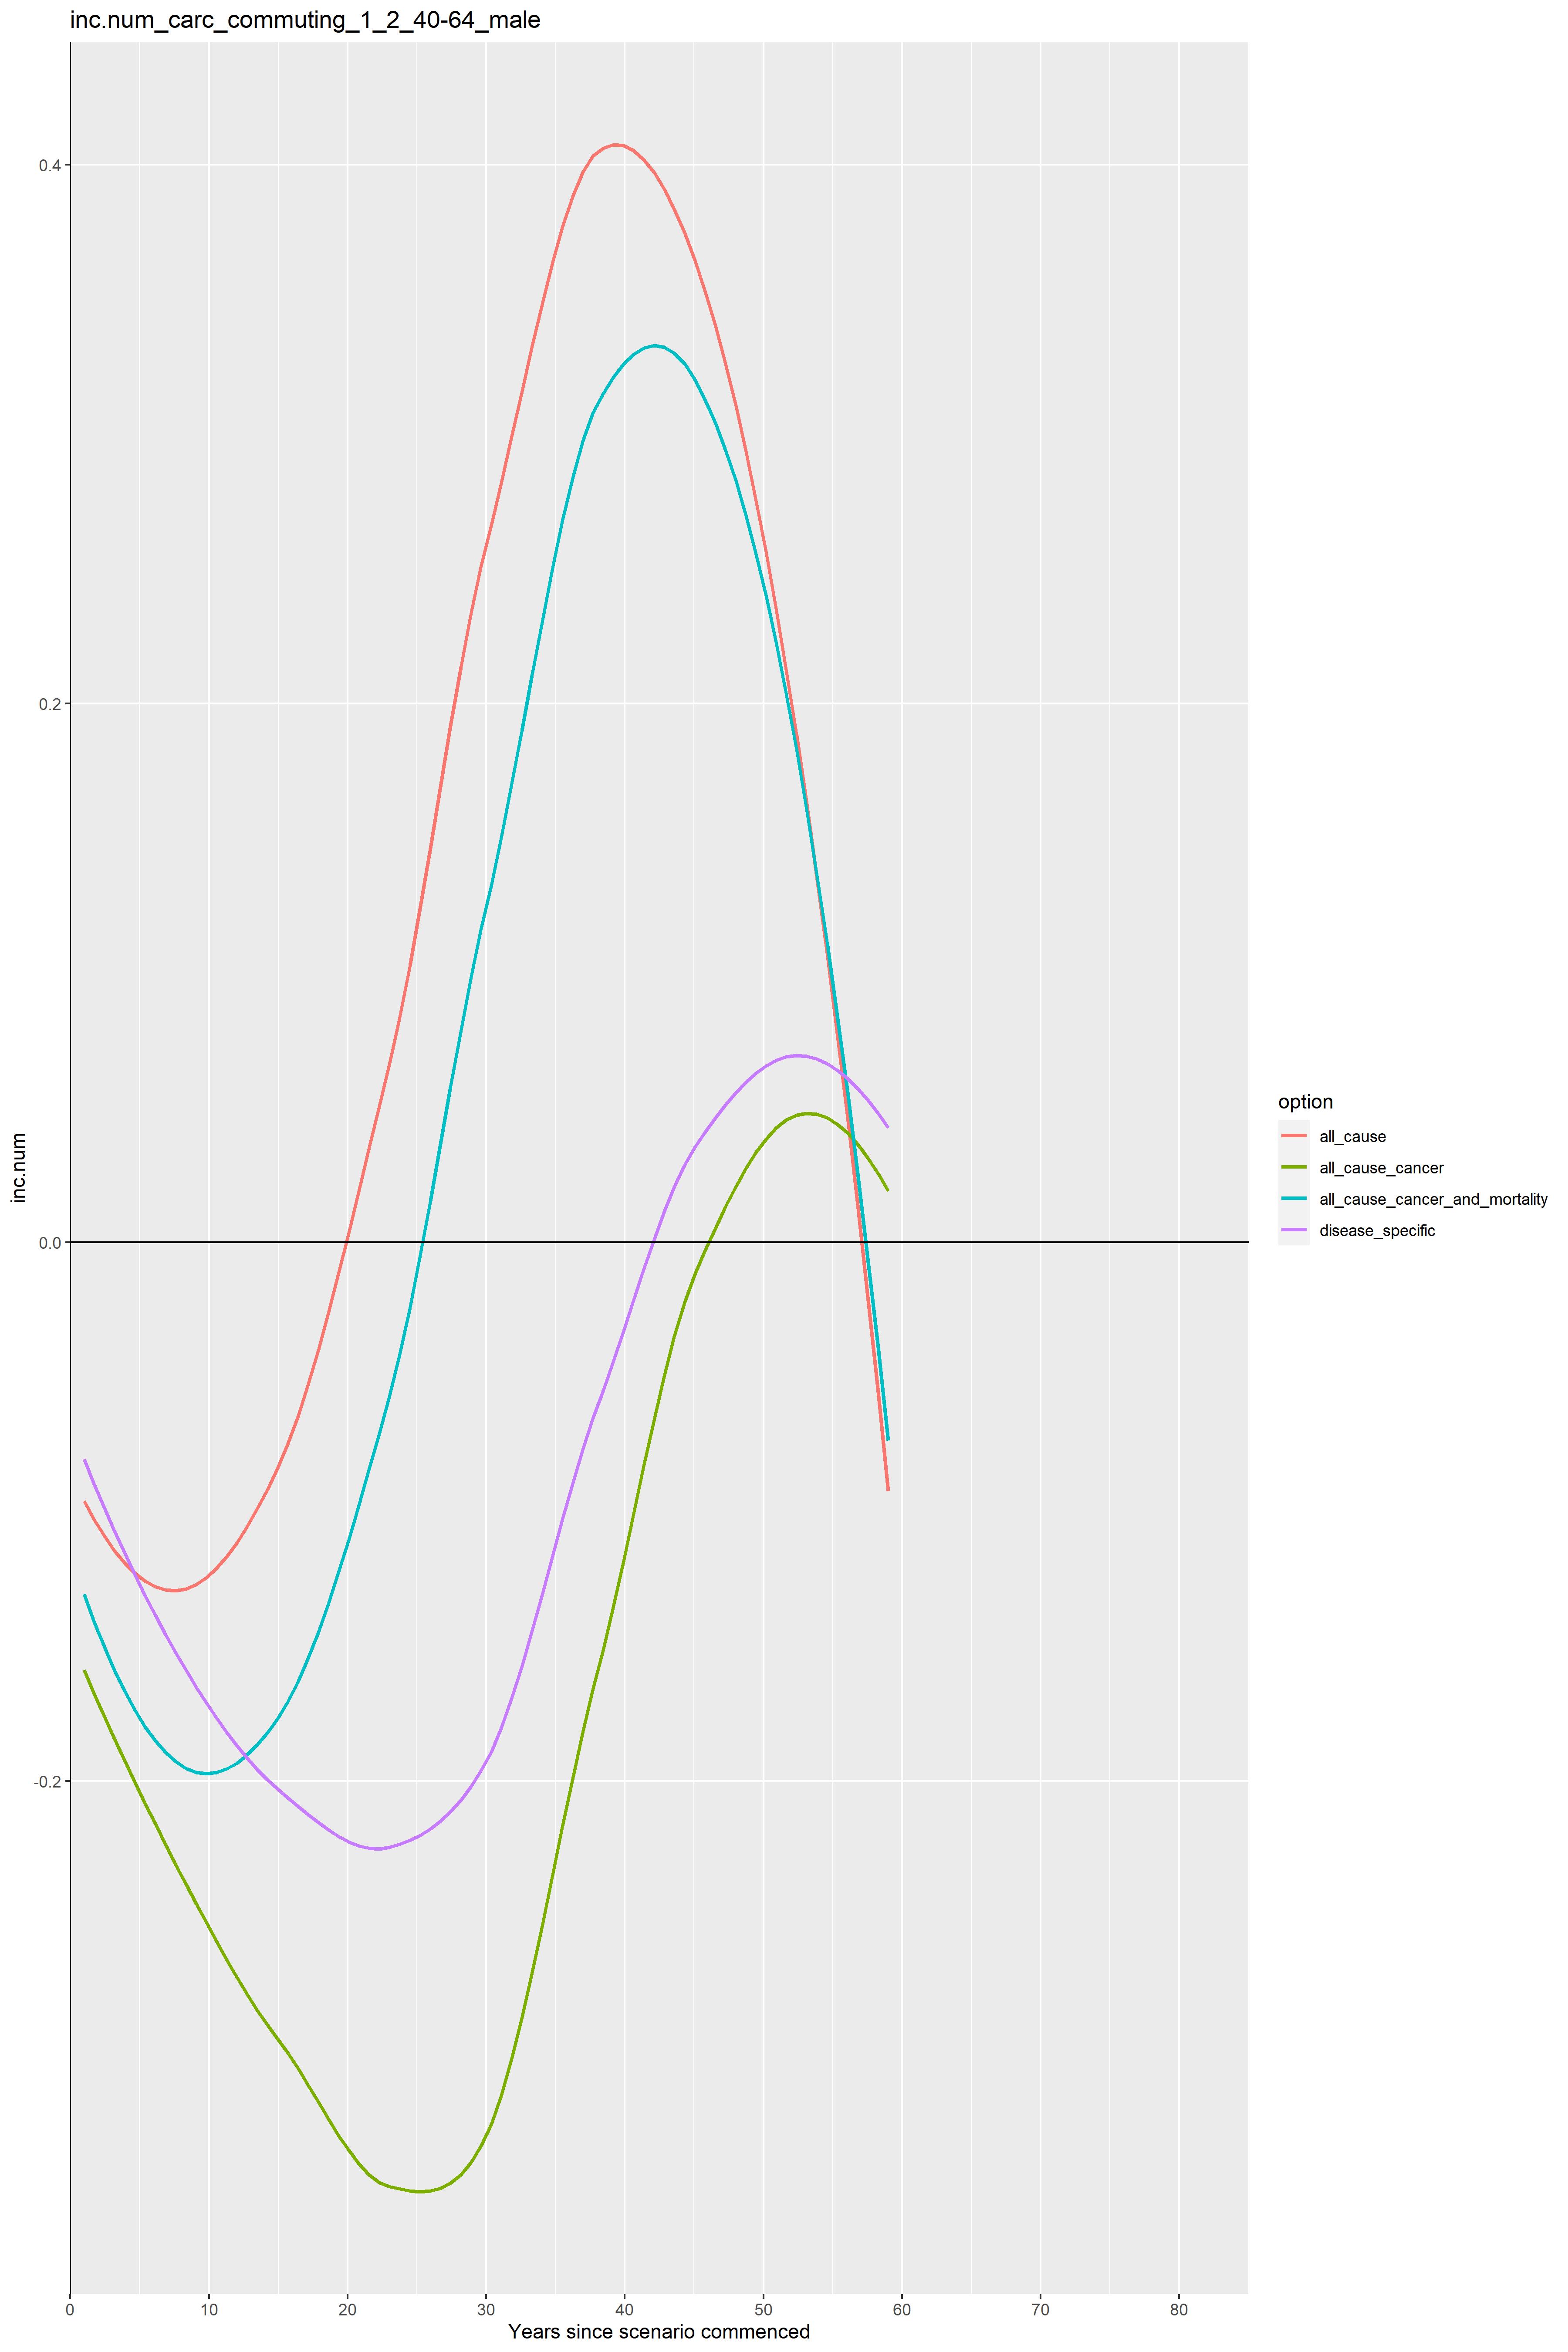 inc.num_carc_commuting_1_2_40-64_male
0.4
0.2
0.0
-0.2
inc.num
0 10 20 30 40 50 60 70 80
Years since scenario commenced
option
all_cause
all_cause_cancer
all_cause_cancer_and_mortality
disease_specific